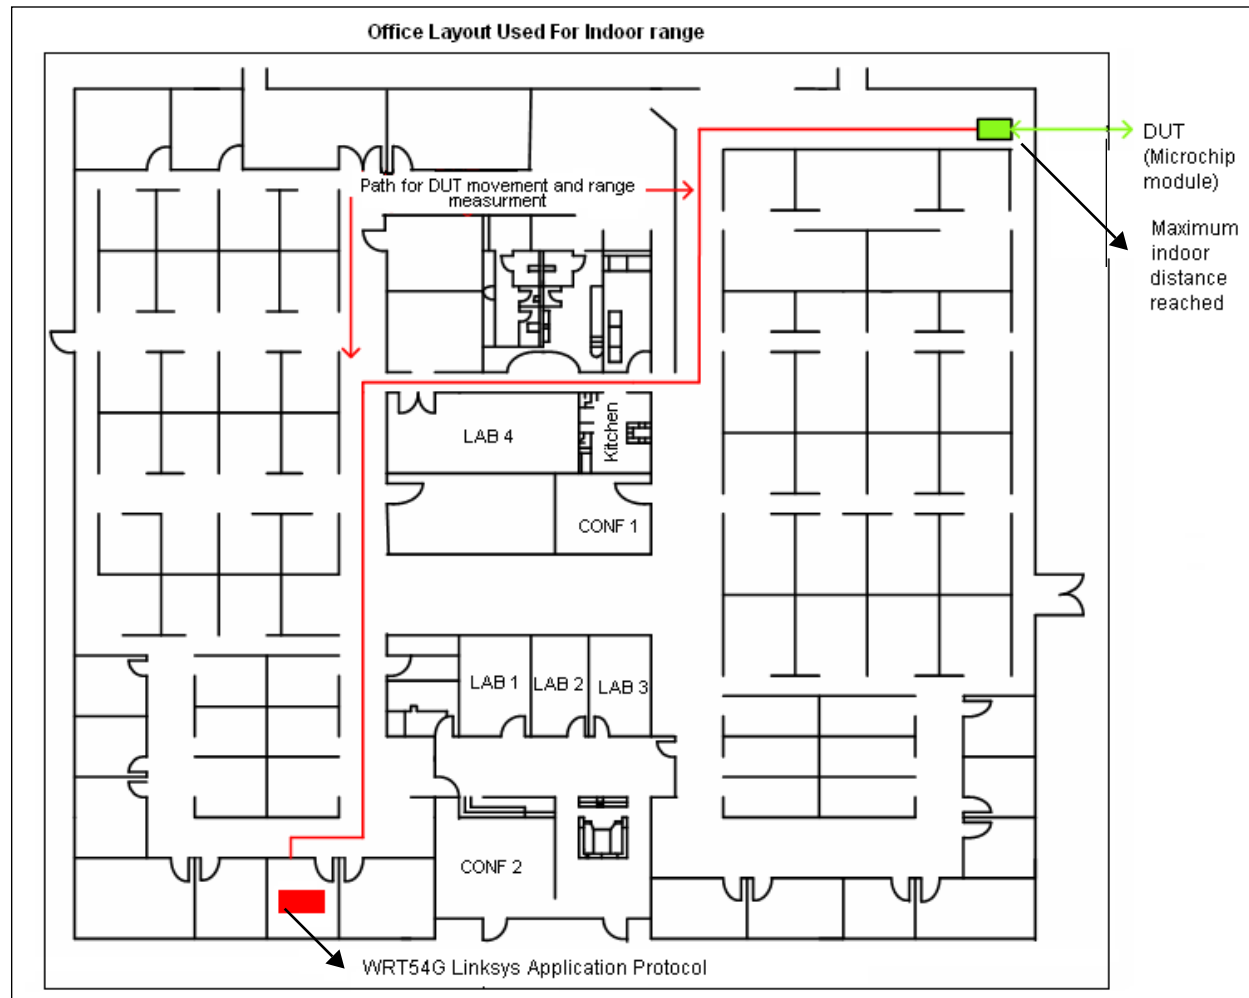 Office Layout Used For Indoor range
DUT
(Microchip
module)
Path for DUT movement and range
measurment
Maximum
indoor
distance
reached
LAB 4
Kitchen
CONF 1
LAB 1
LAB 2
LAB 3
CONF 2
WRT54G Linksys Application Protocol